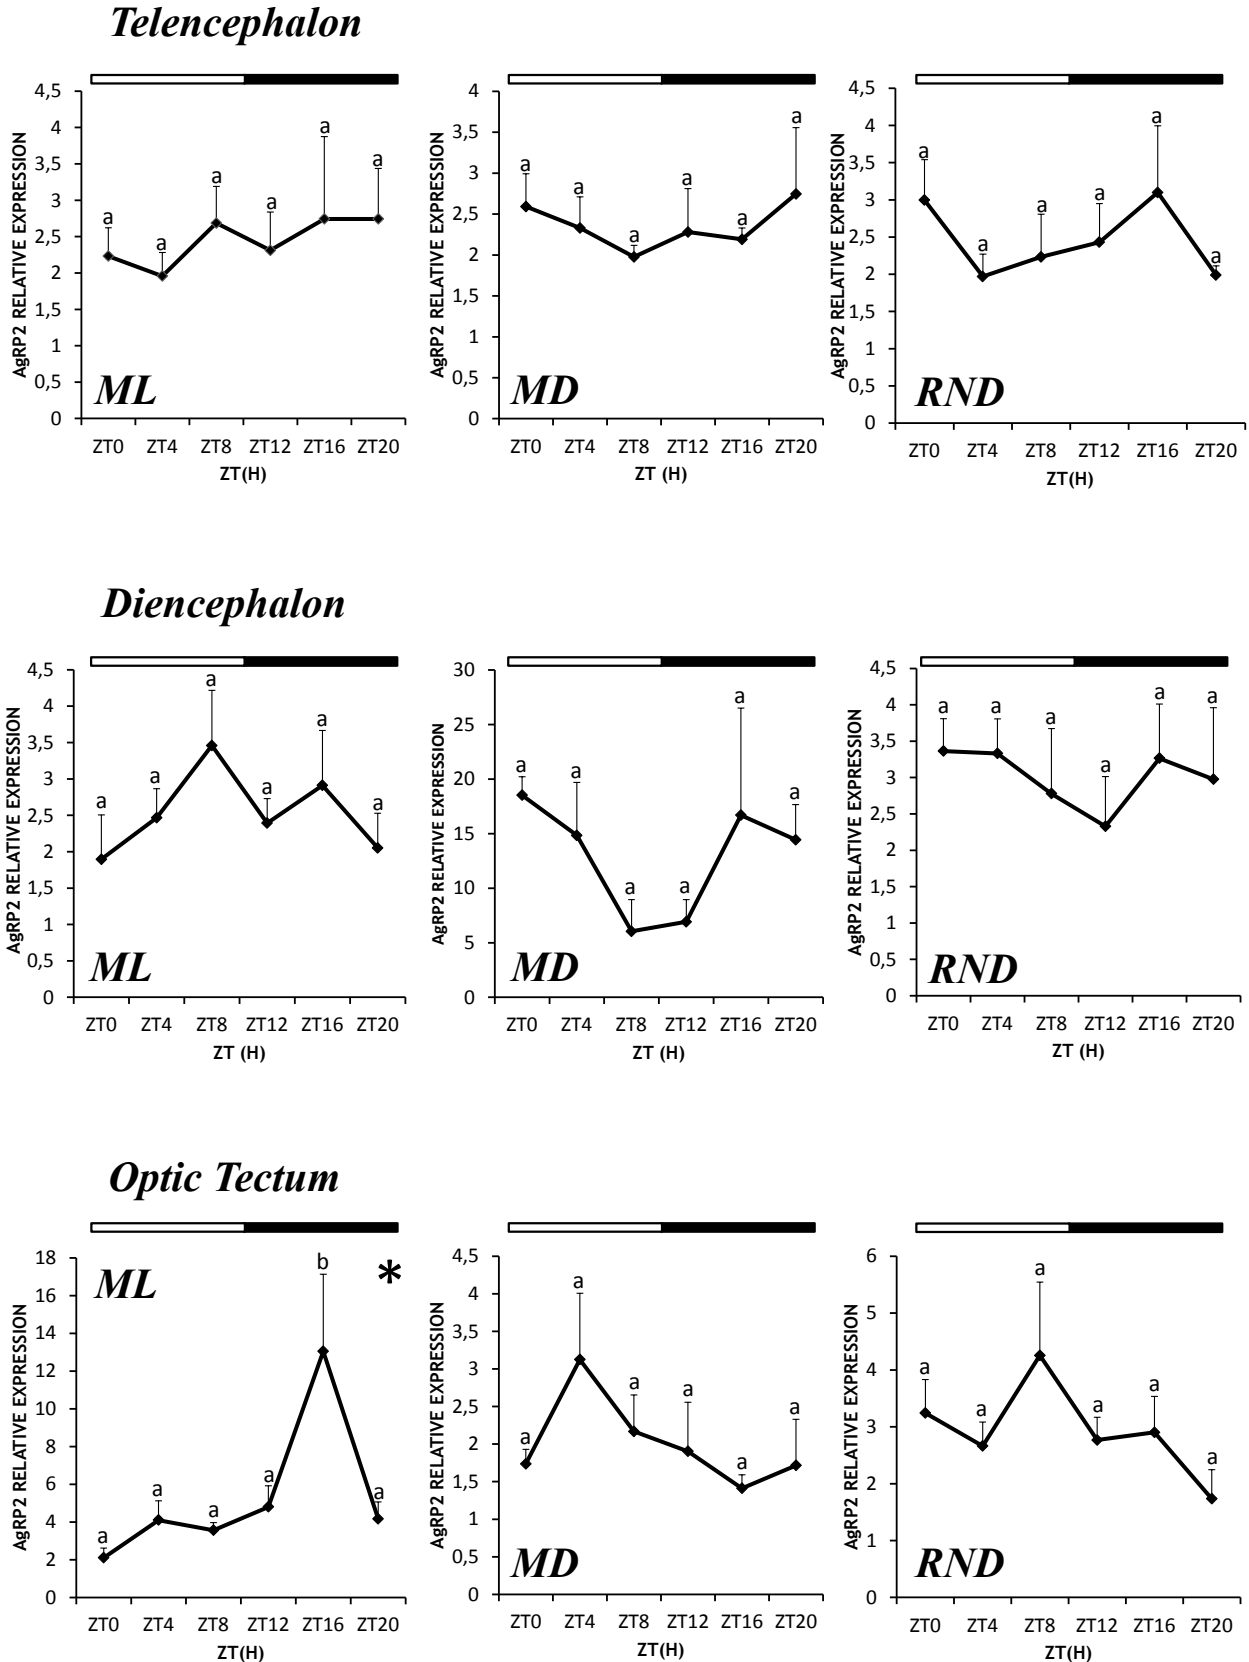 Telencephalon
4,5
4
3,5
3
2,5
2
1,5
1
0,5
0
AgRP2 RELATIVE EXPRESSION
a a a a a a
ML
ZT0 ZT4 ZT8 ZT12 ZT16 ZT20
ZT(H)
4
3,5
3
2,5
2
1,5
1
0,5
0
AgRP2 RELATIVE EXPRESSION
a a a a a a
MD
ZT0 ZT4 ZT8 ZT12 ZT16 ZT20
ZT (H)
4,5
4
3,5
3
2,5
2
1,5
1
0,5
0
AgRP2 RELATIVE EXPRESSION
a a a a a a
RND
ZT0 ZT4 ZT8 ZT12 ZT16 ZT20
ZT(H)
Diencephalon
4,5
4
3,5
3
2,5
2
1,5
1
0,5
0
AgRP2 RELATIVE EXPRESSION
a a a a a a
ML
ZT0 ZT4 ZT8 ZT12 ZT16 ZT20
ZT (H)
30
25
20
15
10
5
0
AgRP2 RELATIVE EXPRESSION
a a a a a a
MD
ZT0 ZT4 ZT8 ZT12 ZT16 ZT20
ZT (H)
4,5
4
3,5
3
2,5
2
1,5
1
0,5
0
AgRP2 RELATIVE EXPRESSION
a a a a a a
RND
ZT0 ZT4 ZT8 ZT12 ZT16 ZT20
ZT (H)
Optic Tectum
18
16
14
12
10
8
6
4
2
0
AgRP2 RELATIVE EXPRESSION
ML
a a a a b a
*
ZT0 ZT4 ZT8 ZT12 ZT16 ZT20
ZT(H)
4,5
4
3,5
3
2,5
2
1,5
1
0,5
0
AgRP2 RELATIVE EXPRESSION
a a a a a a
MD
ZT0 ZT4 ZT8 ZT12 ZT16 ZT20
ZT(H)
6
5
4
3
2
1
0
AgRP2 RELATIVE EXPRESSION
a a a a a a
RND
ZT0 ZT4 ZT8 ZT12 ZT16 ZT20
ZT(H)